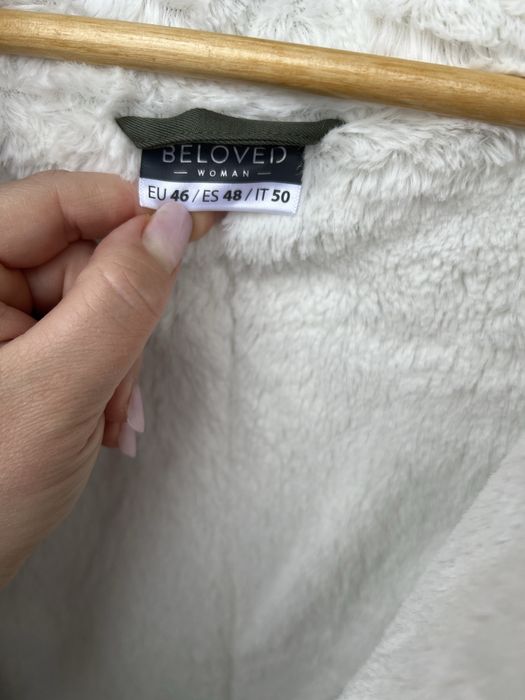 BELOVED
— WOMAN —
EU 46 / ES 48 / IT 50